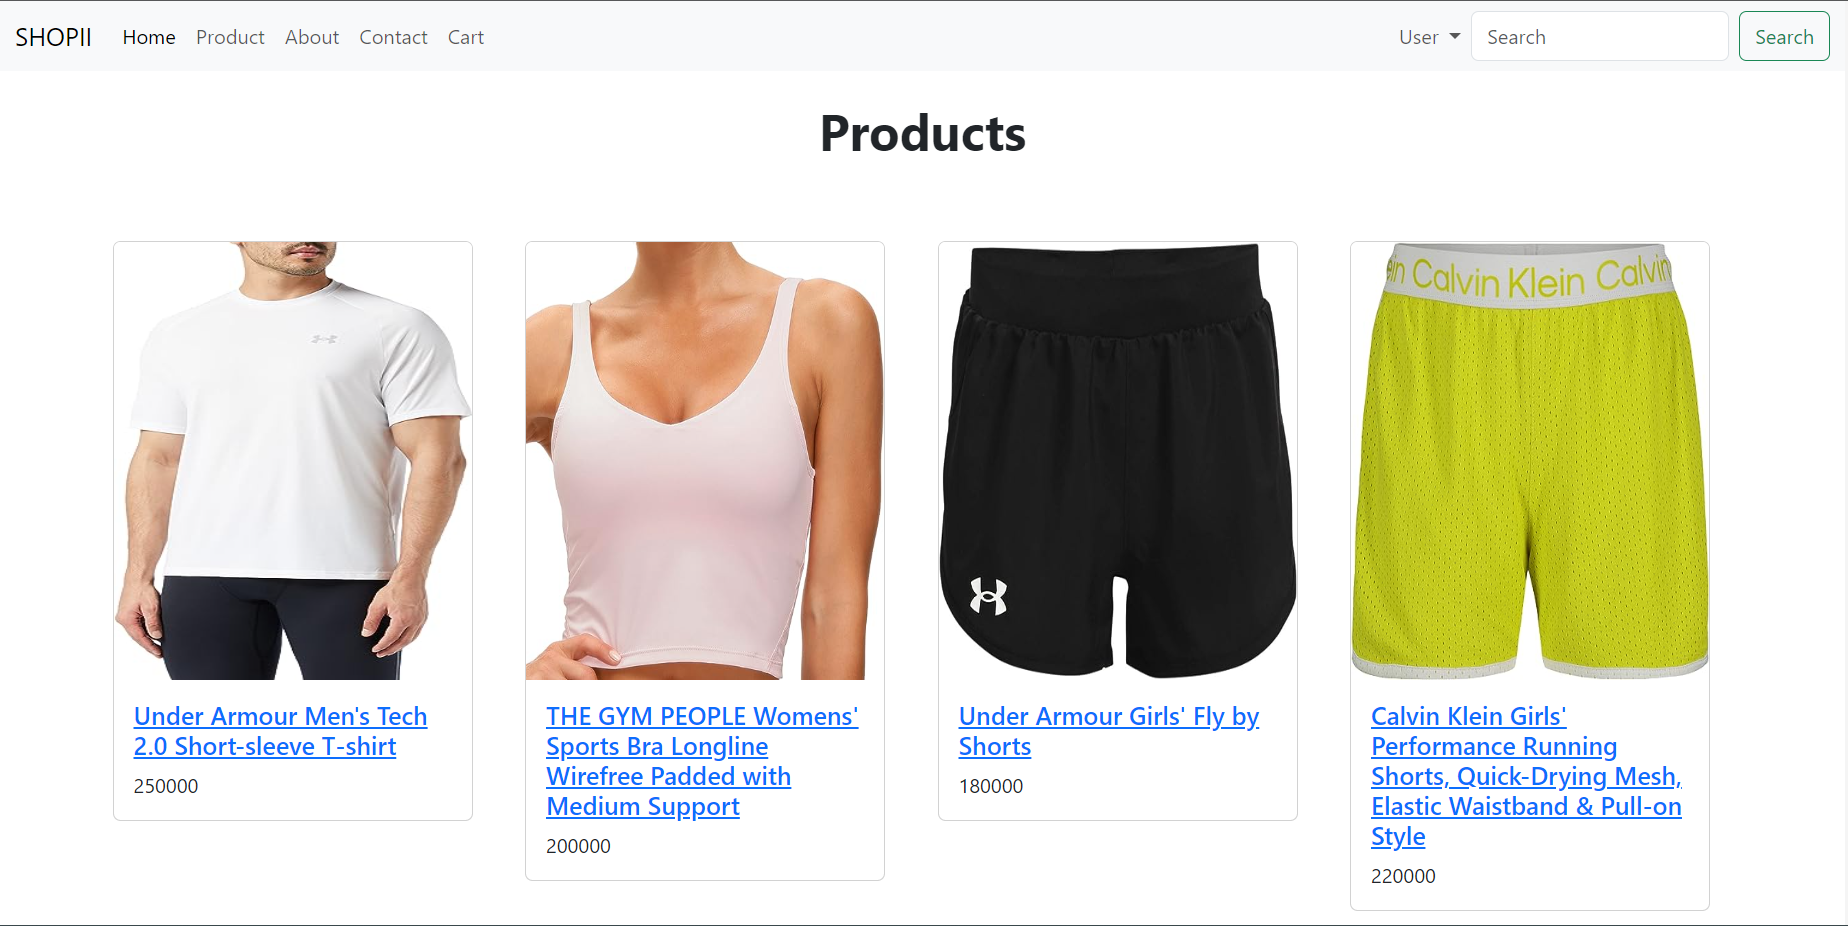 SHOPII Home Product About Contact Cart User Search Search
Products
ein Calvin Klein Calvin
Under Armour Men's Tech
2.0 Short-sleeve T-shirt
250000
THE GYM PEOPLE Womens'
Sports Bra Longline
Wirefree Padded with
Medium Support
200000
Under Armour Girls' Fly by
Shorts
180000
Calvin Klein Girls'
Performance Running
Shorts, Quick-Drying Mesh,
Elastic Waistband & Pull-on
Style
220000